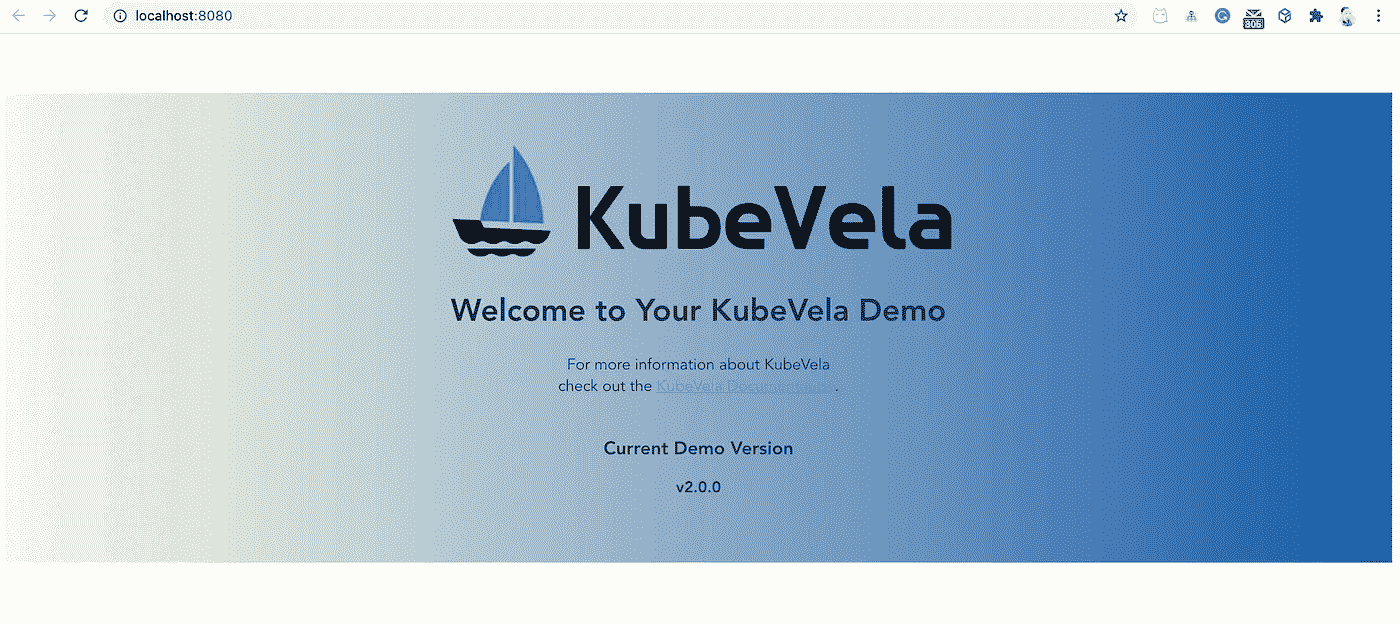 localhost:8080
305
KubeVela
Welcome to Your KubeVela Demo
For more information about KubeVela
check out the KubeVela Documentation.
Current Demo Version
v2.0.0